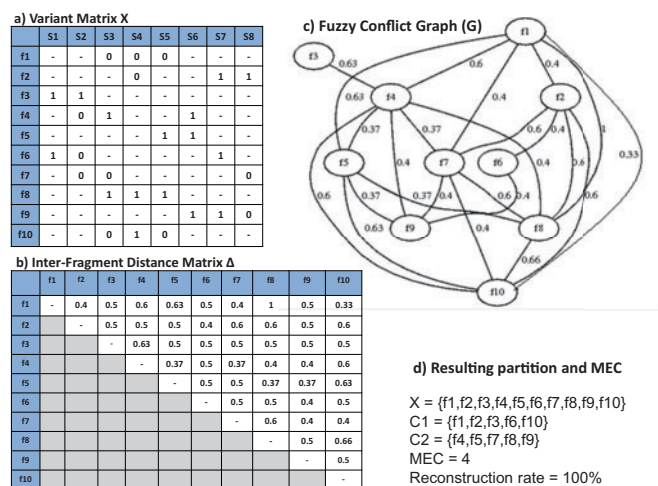 a) Variant Matrix X
S1 S2 S3 S4 S5 S6 S7 S8
f1 - - 0 0 0 - - -
f2 - - - 0 - - 1 1
f3 1 1 - - - - - -
f4 - 0 1 - - 1 - -
f5 - - - - 1 1 - -
f6 1 0 - - - - 1 -
f7 - 0 0 - - - - 0
f8 - - 1 1 1 - - -
f9 - - - - - 1 1 0
f10 - - 0 1 0 - - -
b) Inter-Fragment Distance Matrix Δ
f1 f2 f3 f4 f5 f6 f7 f8 f9 f10
f1 - 0.4 0.5 0.6 0.63 0.5 0.4 1 0.5 0.33
f2 - 0.5 0.5 0.5 0.4 0.6 0.6 0.5 0.6
f3 - 0.63 0.5 0.5 0.5 0.5 0.5 0.5
f4 - 0.37 0.5 0.37 0.4 0.4 0.6
f5 - 0.5 0.5 0.37 0.37 0.63
f6 - 0.5 0.5 0.4 0.5
f7 - 0.6 0.4 0.4
f8 - 0.5 0.66
f9 - 0.5
f10 -
c) Fuzzy Conflict Graph (G)
f1
f3 0.63 0.6 0.4
0.63 f4 0.4 f2
0.37 0.37 0.6 0.4 1
0.33
f5 0.4 f7 f6 0.4 0.6
0.6 0.37 0.37 0.4 0.6 0.4 0.6
0.63 f9 0.4 f8
0.66
f10
d) Resulting partition and MEC
X = {f1,f2,f3,f4,f5,f6,f7,f8,f9,f10}
C1 = {f1,f2,f3,f6,f10}
C2 = {f4,f5,f7,f8,f9}
MEC = 4
Reconstruction rate = 100%